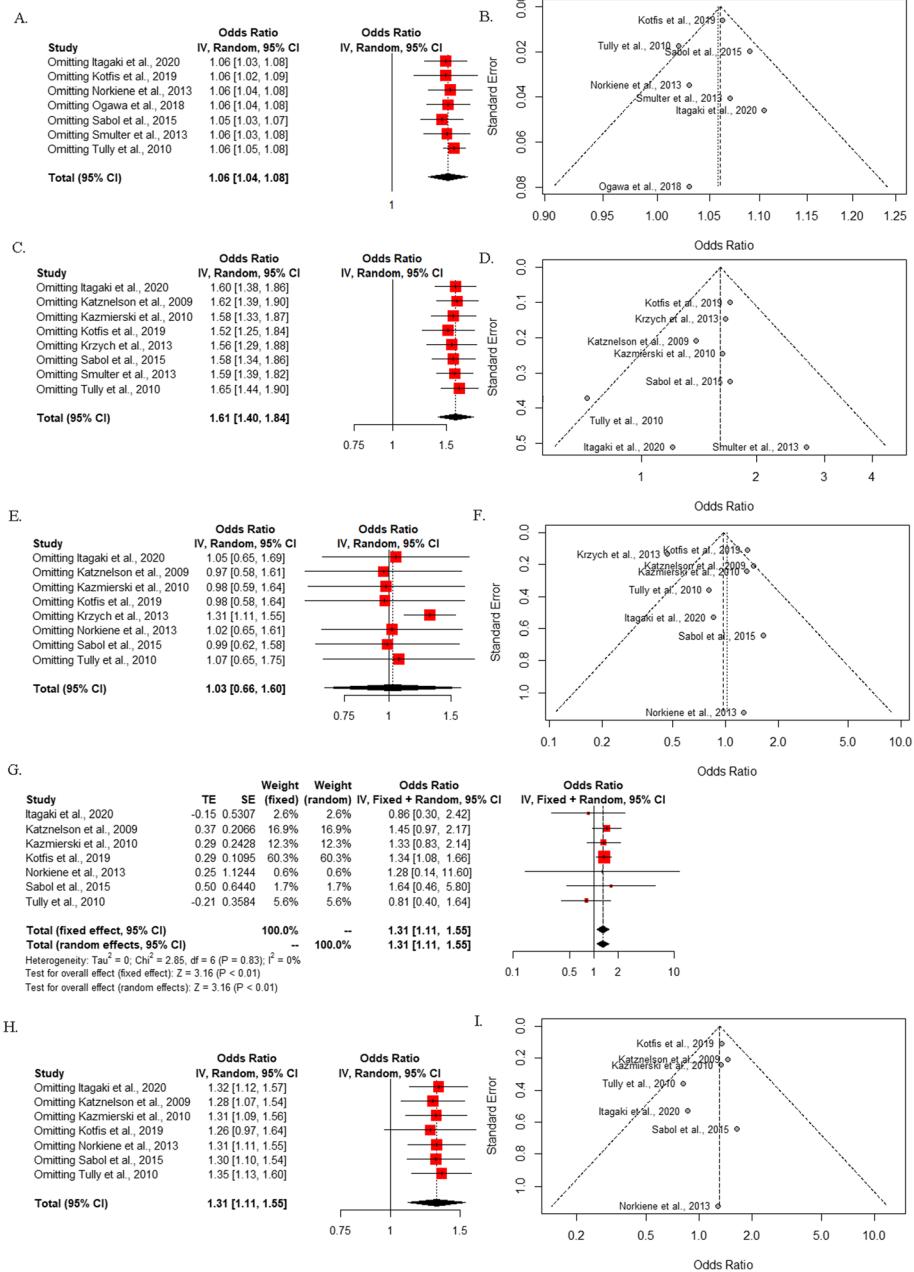 A.
Odds Ratio Odds Ratio
Study IV, Random, 95% CI IV, Random, 95% CI
Omitting Itagaki et al., 2020 1.06 [1.03, 1.08]
Omitting Kotfis et al., 2019 1.06 [1.02, 1.09]
Omitting Norkiene et al., 2013 1.06 [1.04, 1.08]
Omitting Ogawa et al., 2018 1.06 [1.04, 1.08]
Omitting Sabol et al., 2015 1.05 [1.03, 1.07]
Omitting Smulter et al., 2013 1.06 [1.03, 1.08]
Omitting Tully et al., 2010 1.06 [1.05, 1.08]
Total (95% CI) 1.06 [1.04, 1.08]
1
B.
Standard Error
0.00
0.02
0.04
0.06
0.08
Kotfis et al., 2019
Tully et al., 2010
Sabol et al., 2015
Norkiene et al., 2013
Smulter et al., 2013
Itagaki et al., 2020
Ogawa et al., 2018
0.90 0.95 1.00 1.05 1.10 1.15 1.20 1.25
Odds Ratio
C.
Odds Ratio Odds Ratio
Study IV, Random, 95% CI IV, Random, 95% CI
Omitting Itagaki et al., 2020 1.60 [1.38, 1.86]
Omitting Katznelson et al., 2009 1.62 [1.39, 1.90]
Omitting Kazmierski et al., 2010 1.58 [1.33, 1.87]
Omitting Kotfis et al., 2019 1.52 [1.25, 1.84]
Omitting Krzych et al., 2013 1.56 [1.29, 1.88]
Omitting Sabol et al., 2015 1.58 [1.34, 1.86]
Omitting Smulter et al., 2013 1.59 [1.39, 1.82]
Omitting Tully et al., 2010 1.65 [1.44, 1.90]
Total (95% CI) 1.61 [1.40, 1.84]
0.75 1 1.5
D.
Standard Error
0.0
0.1
0.2
0.3
0.4
0.5
Kotfis et al., 2019
Krzych et al., 2013
Katznelson et al., 2009
Kazmierski et al., 2010
Sabol et al., 2015
Tully et al., 2010
Itagaki et al., 2020
Smulter et al., 2013
1 2 3 4
Odds Ratio
E.
Odds Ratio Odds Ratio
Study IV, Random, 95% CI IV, Random, 95% CI
Omitting Itagaki et al., 2020 1.05 [0.65, 1.69]
Omitting Katznelson et al., 2009 0.97 [0.58, 1.61]
Omitting Kazmierski et al., 2010 0.98 [0.59, 1.64]
Omitting Kotfis et al., 2019 0.98 [0.58, 1.64]
Omitting Krzych et al., 2013 1.31 [1.11, 1.55]
Omitting Norkiene et al., 2013 1.02 [0.65, 1.61]
Omitting Sabol et al., 2015 0.99 [0.62, 1.58]
Omitting Tully et al., 2010 1.07 [0.65, 1.75]
Total (95% CI) 1.03 [0.66, 1.60]
0.75 1 1.5
F.
Standard Error
0.0
0.2
0.4
0.6
0.8
1.0
Krzych et al., 2013
Kotfis et al., 2019
Katznelson et al., 2009
Kazmierski et al., 2010
Tully et al., 2010
Itagaki et al., 2020
Sabol et al., 2015
Norkiene et al., 2013
0.1 0.2 0.5 1.0 2.0 5.0 10.0
Odds Ratio
G.
Weight Weight Odds Ratio Odds Ratio
Study TE SE (fixed) (random) IV, Fixed + Random, 95% CI IV, Fixed + Random, 95% CI
Itagaki et al., 2020 -0.15 0.5307 2.6% 2.6% 0.86 [0.30, 2.42]
Katznelson et al., 2009 0.37 0.2066 16.9% 16.9% 1.45 [0.97, 2.17]
Kazmierski et al., 2010 0.29 0.2428 12.3% 12.3% 1.33 [0.83, 2.14]
Kotfis et al., 2019 0.29 0.1095 60.3% 60.3% 1.34 [1.08, 1.66]
Norkiene et al., 2013 0.25 1.1244 0.6% 0.6% 1.28 [0.14, 11.60]
Sabol et al., 2015 0.50 0.6440 1.7% 1.7% 1.64 [0.46, 5.80]
Tully et al., 2010 -0.21 0.3584 5.6% 5.6% 0.81 [0.40, 1.64]
Total (fixed effect, 95% CI) 100.0% -- 1.31 [1.11, 1.55]
Total (random effects, 95% CI) -- 100.0% 1.31 [1.11, 1.55]
Heterogeneity: Tau² = 0; Chi² = 2.85, df = 6 (P = 0.83); I² = 0%
Test for overall effect (fixed effect): Z = 3.16 (P < 0.01)
Test for overall effect (random effects): Z = 3.16 (P < 0.01)
0.1 0.5 1 2 10
H.
Odds Ratio Odds Ratio
Study IV, Random, 95% CI IV, Random, 95% CI
Omitting Itagaki et al., 2020 1.32 [1.12, 1.57]
Omitting Katznelson et al., 2009 1.28 [1.07, 1.54]
Omitting Kazmierski et al., 2010 1.31 [1.09, 1.56]
Omitting Kotfis et al., 2019 1.26 [0.97, 1.64]
Omitting Norkiene et al., 2013 1.31 [1.11, 1.55]
Omitting Sabol et al., 2015 1.30 [1.10, 1.54]
Omitting Tully et al., 2010 1.35 [1.13, 1.60]
Total (95% CI) 1.31 [1.11, 1.55]
0.75 1 1.5
I.
Standard Error
0.0
0.2
0.4
0.6
0.8
1.0
Kotfis et al., 2019
Katznelson et al., 2009
Kazmierski et al., 2010
Tully et al., 2010
Itagaki et al., 2020
Sabol et al., 2015
Norkiene et al., 2013
0.2 0.5 1.0 2.0 5.0 10.0
Odds Ratio